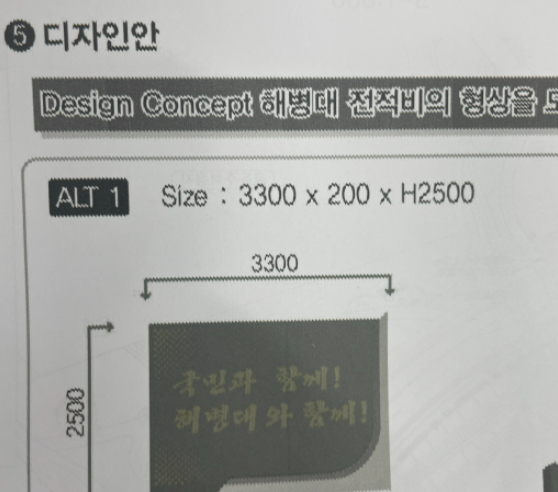 ❺ 디자인안
Design Concept 해병대 전적비의 형상을
ALT 1 Size : 3300 x 200 x H2500
3300
2500
국민과 함께!
해병대와 함께!